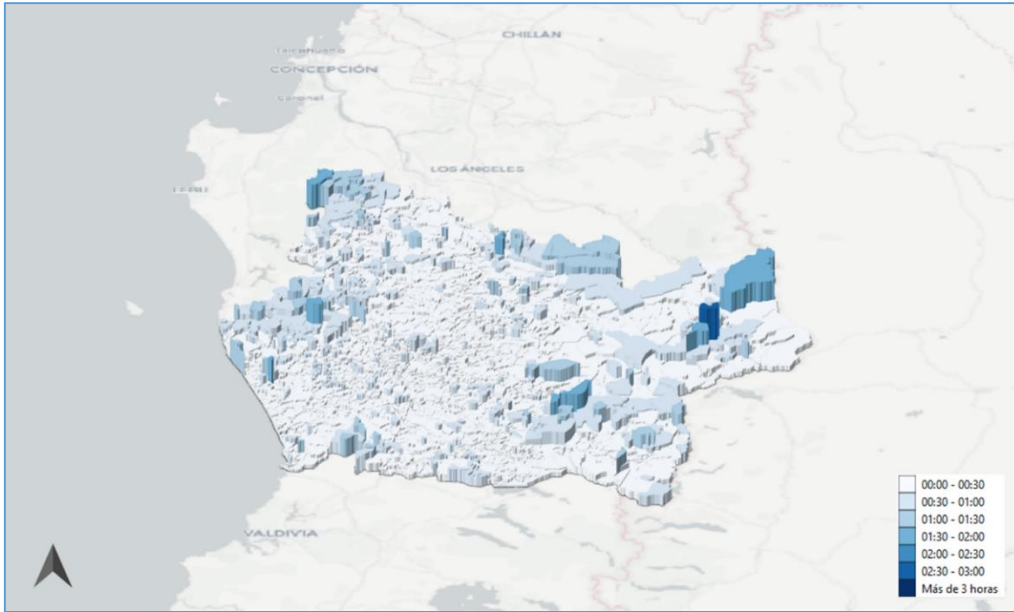 CHILLÁN
Talcahuano
CONCEPCIÓN
Coronel
LOS ÁNGELES
LEBU
VALDIVIA
00:00 - 00:30
00:30 - 01:00
01:00 - 01:30
01:30 - 02:00
02:00 - 02:30
02:30 - 03:00
Más de 3 horas